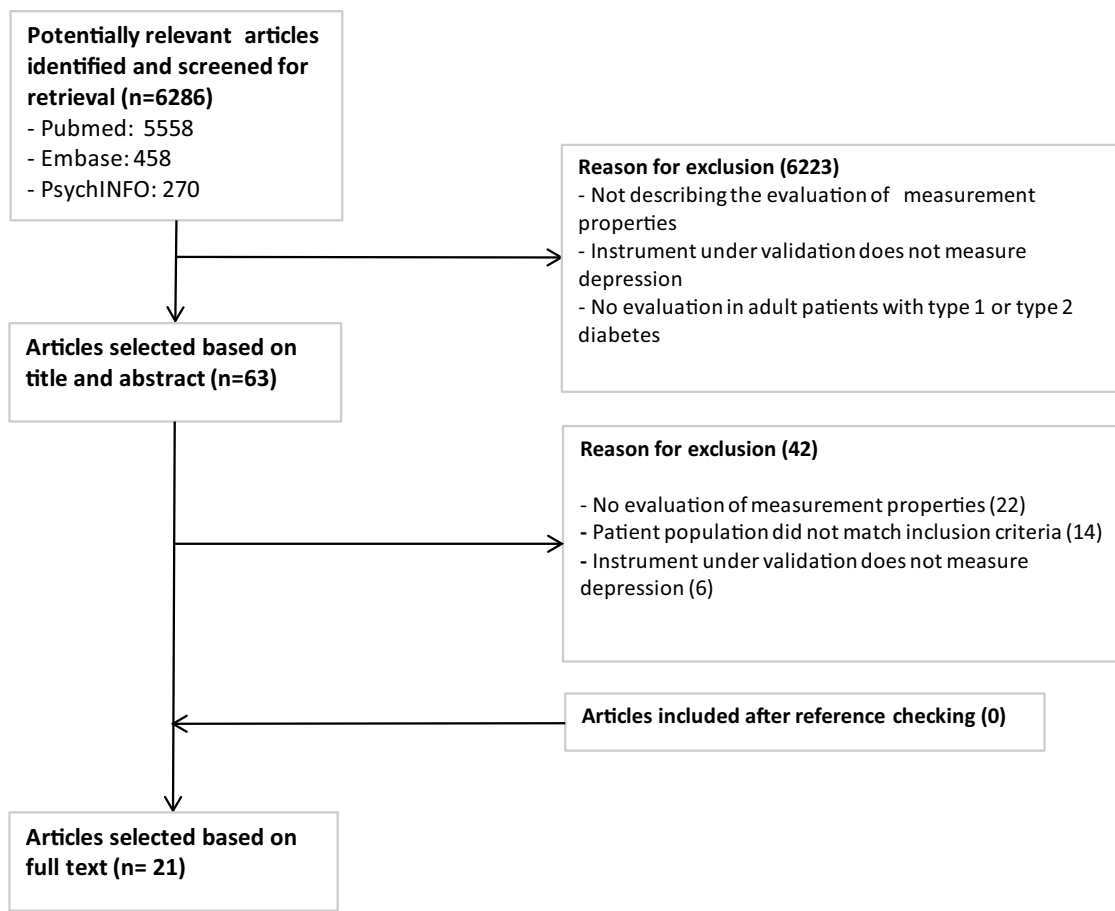 Potentially relevant articles
identified and screened for
retrieval (n=6286)
- Pubmed: 5558
- Embase: 458
- PsychINFO: 270
Reason for exclusion (6223)
- Not describing the evaluation of measurement
properties
- Instrument under validation does not measure
depression
- No evaluation in adult patients with type 1 or type 2
diabetes
Articles selected based on
title and abstract (n=63)
Reason for exclusion (42)
- No evaluation of measurement properties (22)
- Patient population did not match inclusion criteria (14)
- Instrument under validation does not measure
depression (6)
Articles included after reference checking (0)
Articles selected based on
full text (n= 21)